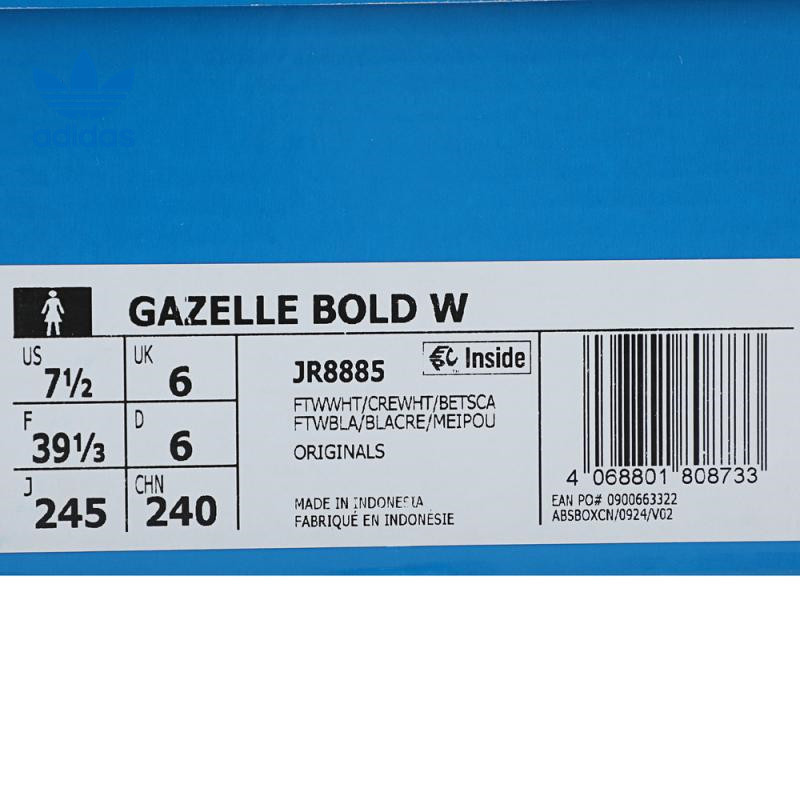 adidas
GAZELLE BOLD W
US 7½
UK 6
F 39⅓
D 6
J 245
CHN 240
JR8885
Inside
FTWWHT/CREWHT/BETSCA
FTWBLA/BLACRE/MEIPOU
ORIGINALS
MADE IN INDONESIA
FABRIQUÉ EN INDONÉSIE
4 068801 808733
EAN PO# 0900663322
ABSBOXCN/0924/V02